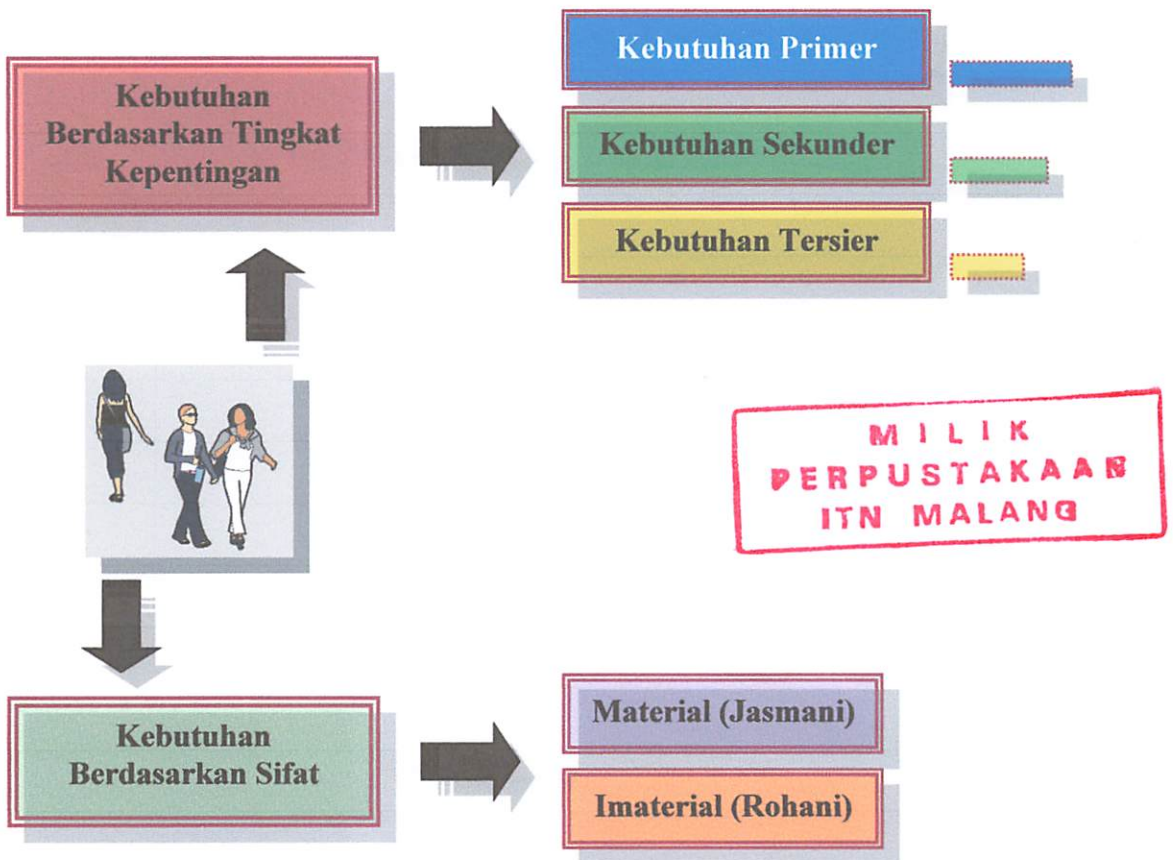 Kebutuhan
Berdasarkan Tingkat
Kepentingan
Kebutuhan Primer
Kebutuhan Sekunder
Kebutuhan Tersier
MILIK
PERPUSTAKAAN
ITN MALANG
Kebutuhan
Berdasarkan Sifat
Material (Jasmani)
Imaterial (Rohani)